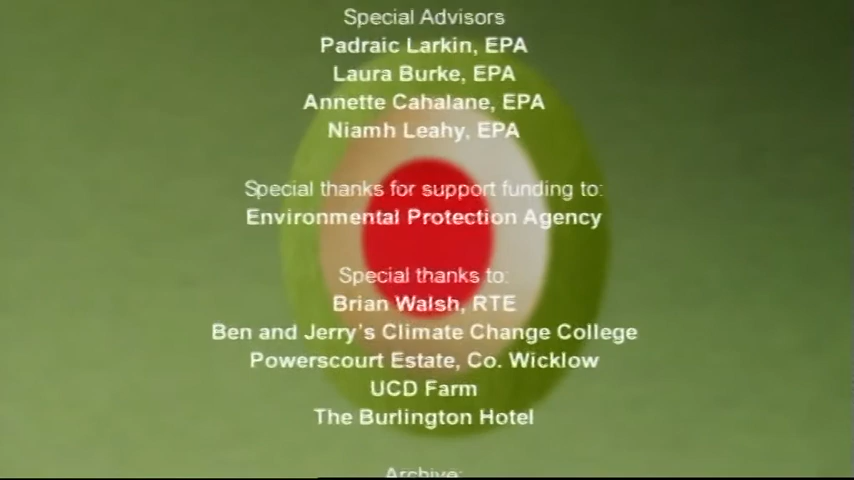 Special Advisors
Padraic Larkin, EPA
Laura Burke, EPA
Annette Cahalane, EPA
Niamh Leahy, EPA
Special thanks for support funding to:
Environmental Protection Agency
Special thanks to:
Brian Walsh, RTE
Ben and Jerry's Climate Change College
Powerscourt Estate, Co. Wicklow
UCD Farm
The Burlington Hotel
Archive: